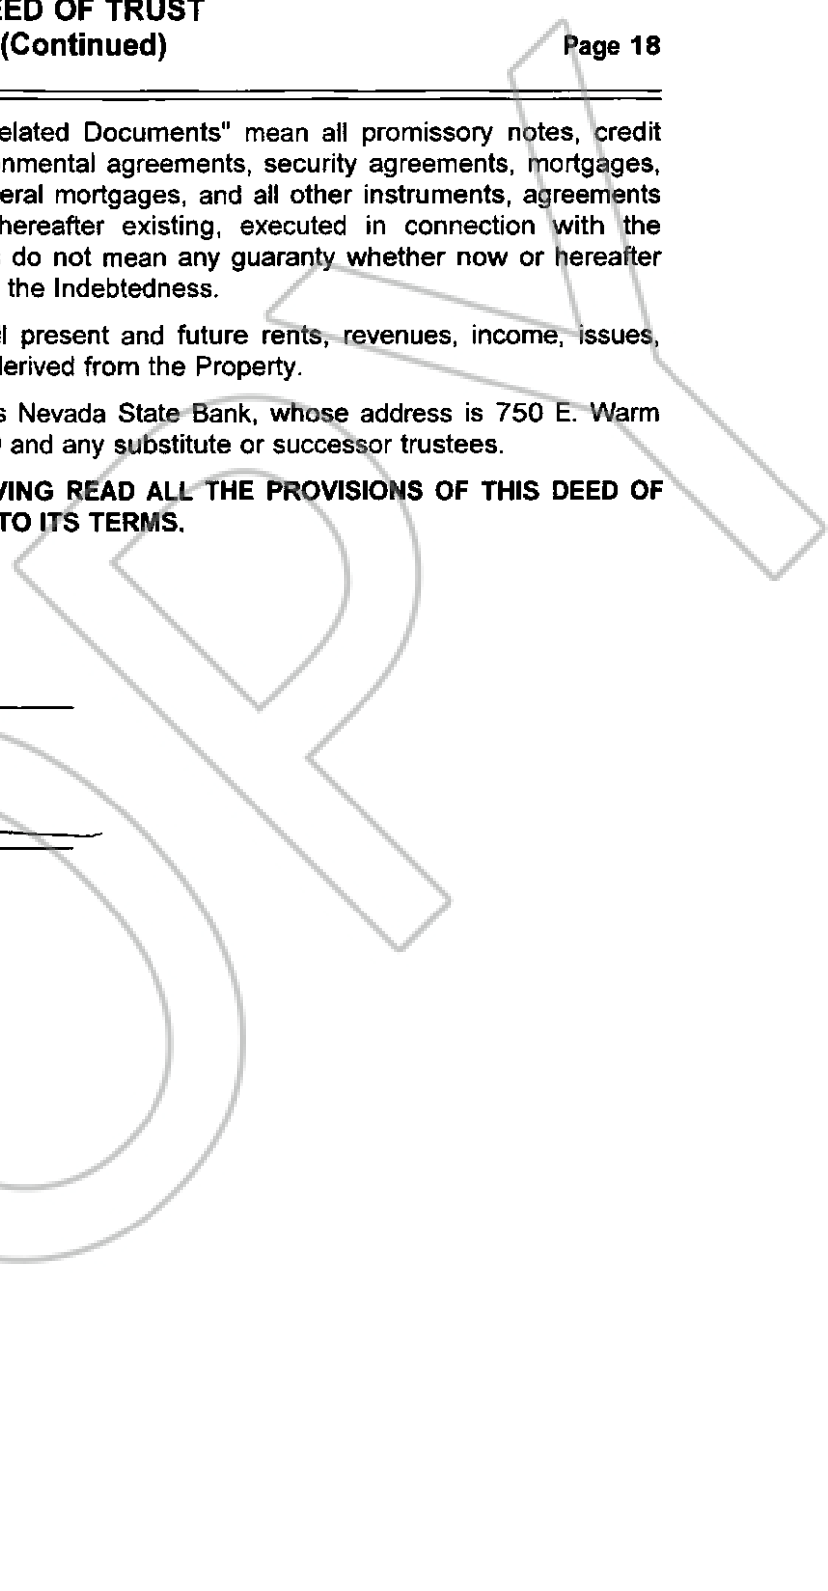 EED OF TRUST
(Continued) Page 18
elated Documents" mean all promissory notes, credit
nmental agreements, security agreements, mortgages,
eral mortgages, and all other instruments, agreements
hereafter existing, executed in connection with the
do not mean any guaranty whether now or hereafter
the Indebtedness.
l present and future rents, revenues, income, issues,
derived from the Property.
s Nevada State Bank, whose address is 750 E. Warm
and any substitute or successor trustees.
VING READ ALL THE PROVISIONS OF THIS DEED OF
TO ITS TERMS.
OPY